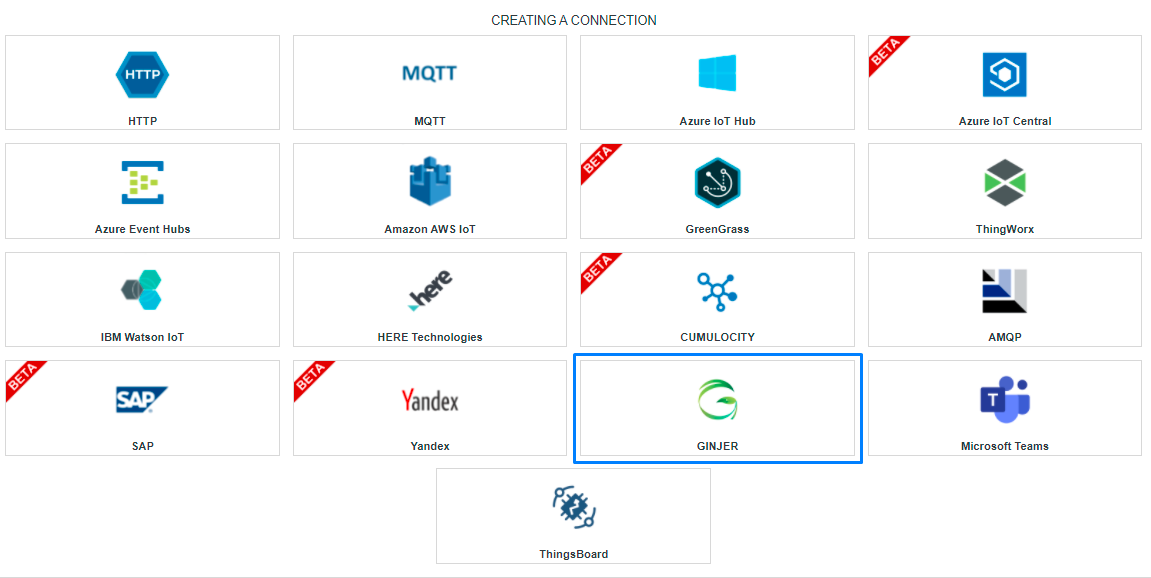 CREATING A CONNECTION
HTTP
HTTP
MQTT
MQTT
Azure IoT Hub
BETA
Azure IoT Central
Azure Event Hubs
Amazon AWS IoT
BETA
GreenGrass
ThingWorx
IBM Watson IoT
here
HERE Technologies
BETA
CUMULOCITY
AMQP
BETA
SAP
SAP
BETA
Yandex
Yandex
GINJER
T
Microsoft Teams
ThingsBoard